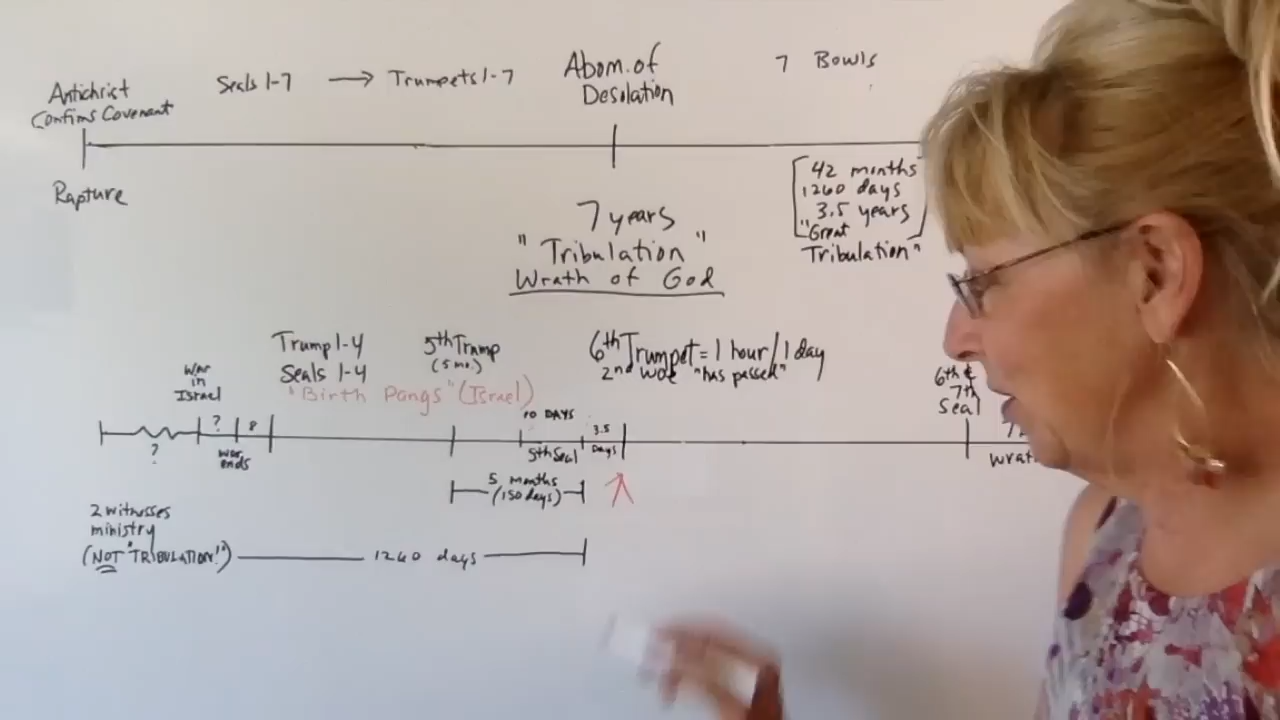 Antichrist
Confims Covenant
Seals 1-7 → Trumpets 1-7
Abom. of
Desolation
7 Bowls
Rapture
7 years
"Tribulation"
Wrath of God
42 months
1260 days
3.5 years
"Great
Tribulation"
War
in
Israel
Trump 1-4
Seals 1-4
"Birth Pangs" (Israel)
5th Trump
(5 mo.)
6th Trumpet = 1 hour / 1 day
2nd woe "has passed"
6th &
7th
Seal
?
?
war
ends
8
10 DAYS
5th Seal
3.5
Days
5 months
(150 days)
2 witnesses
ministry
(NOT "TRIBULATION!")
1260 days